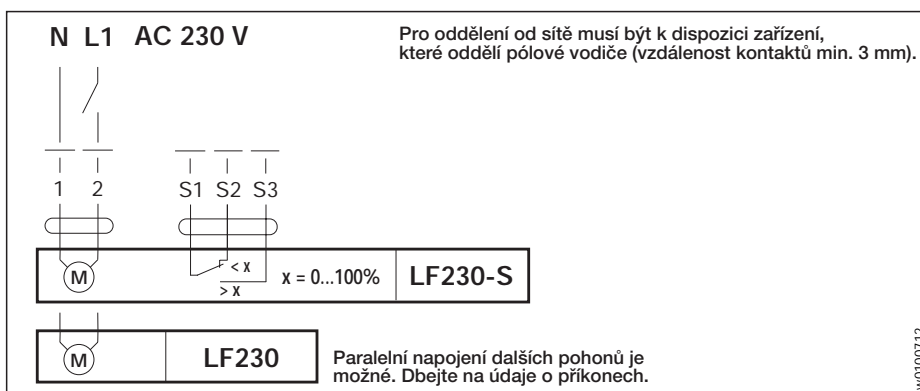 N L1 AC 230 V
Pro oddělení od sítě musí být k dispozici zařízení,
které oddělí pólové vodiče (vzdálenost kontaktů min. 3 mm).
1 2 S1 S2 S3
M < x
> x
x = 0...100%
LF230-S
M
LF230
Paralelní napojení dalších pohonů je
možné. Dbejte na údaje o příkonech.